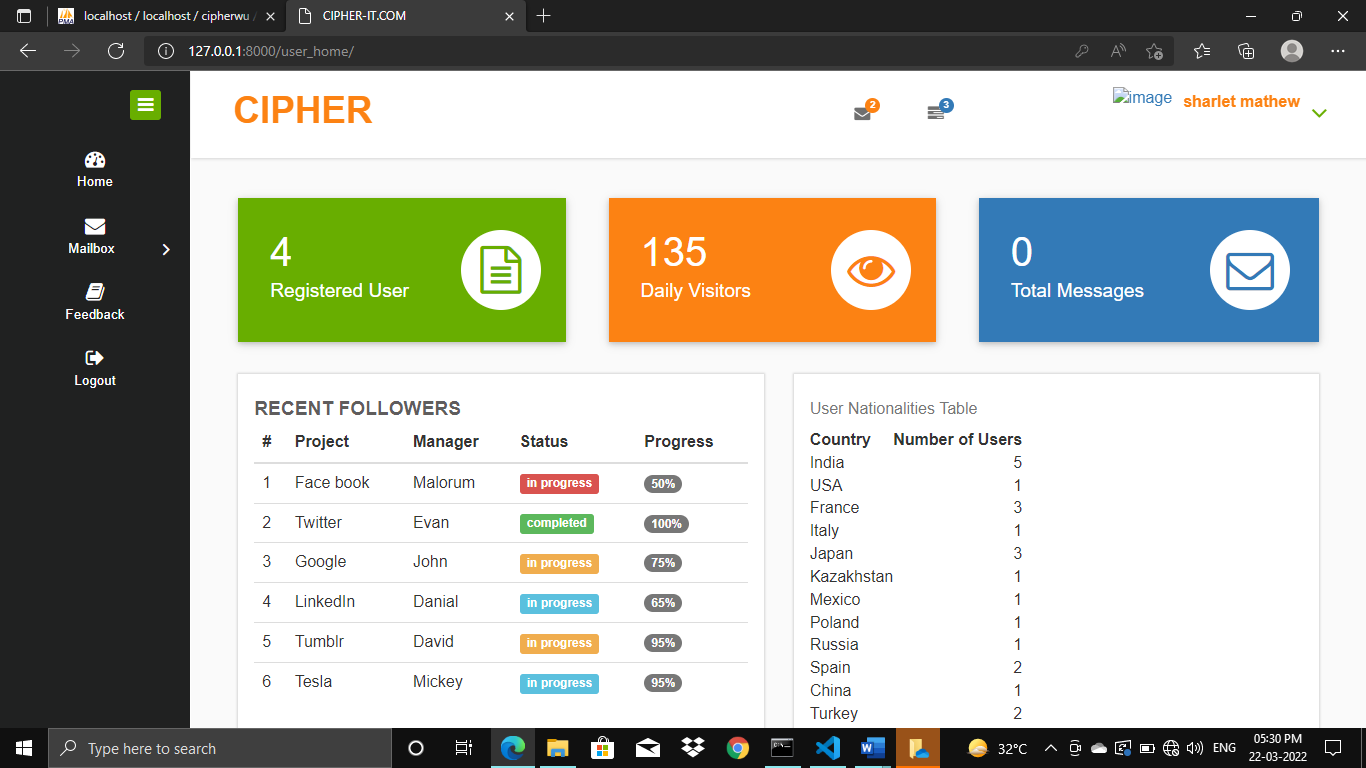 localhost / localhost / cipherwu /
CIPHER-IT.COM
127.0.0.1:8000/user_home/
CIPHER
2
3
image
sharlet mathew
Home
Mailbox
Feedback
Logout
4
Registered User
135
Daily Visitors
0
Total Messages
RECENT FOLLOWERS
# Project Manager Status Progress
1 Face book Malorum in progress 50%
2 Twitter Evan completed 100%
3 Google John in progress 75%
4 LinkedIn Danial in progress 65%
5 Tumblr David in progress 95%
6 Tesla Mickey in progress 95%
User Nationalities Table
Country Number of Users
India 5
USA 1
France 3
Italy 1
Japan 3
Kazakhstan 1
Mexico 1
Poland 1
Russia 1
Spain 2
China 1
Turkey 2
Type here to search
32°C
ENG
05:30 PM
22-03-2022